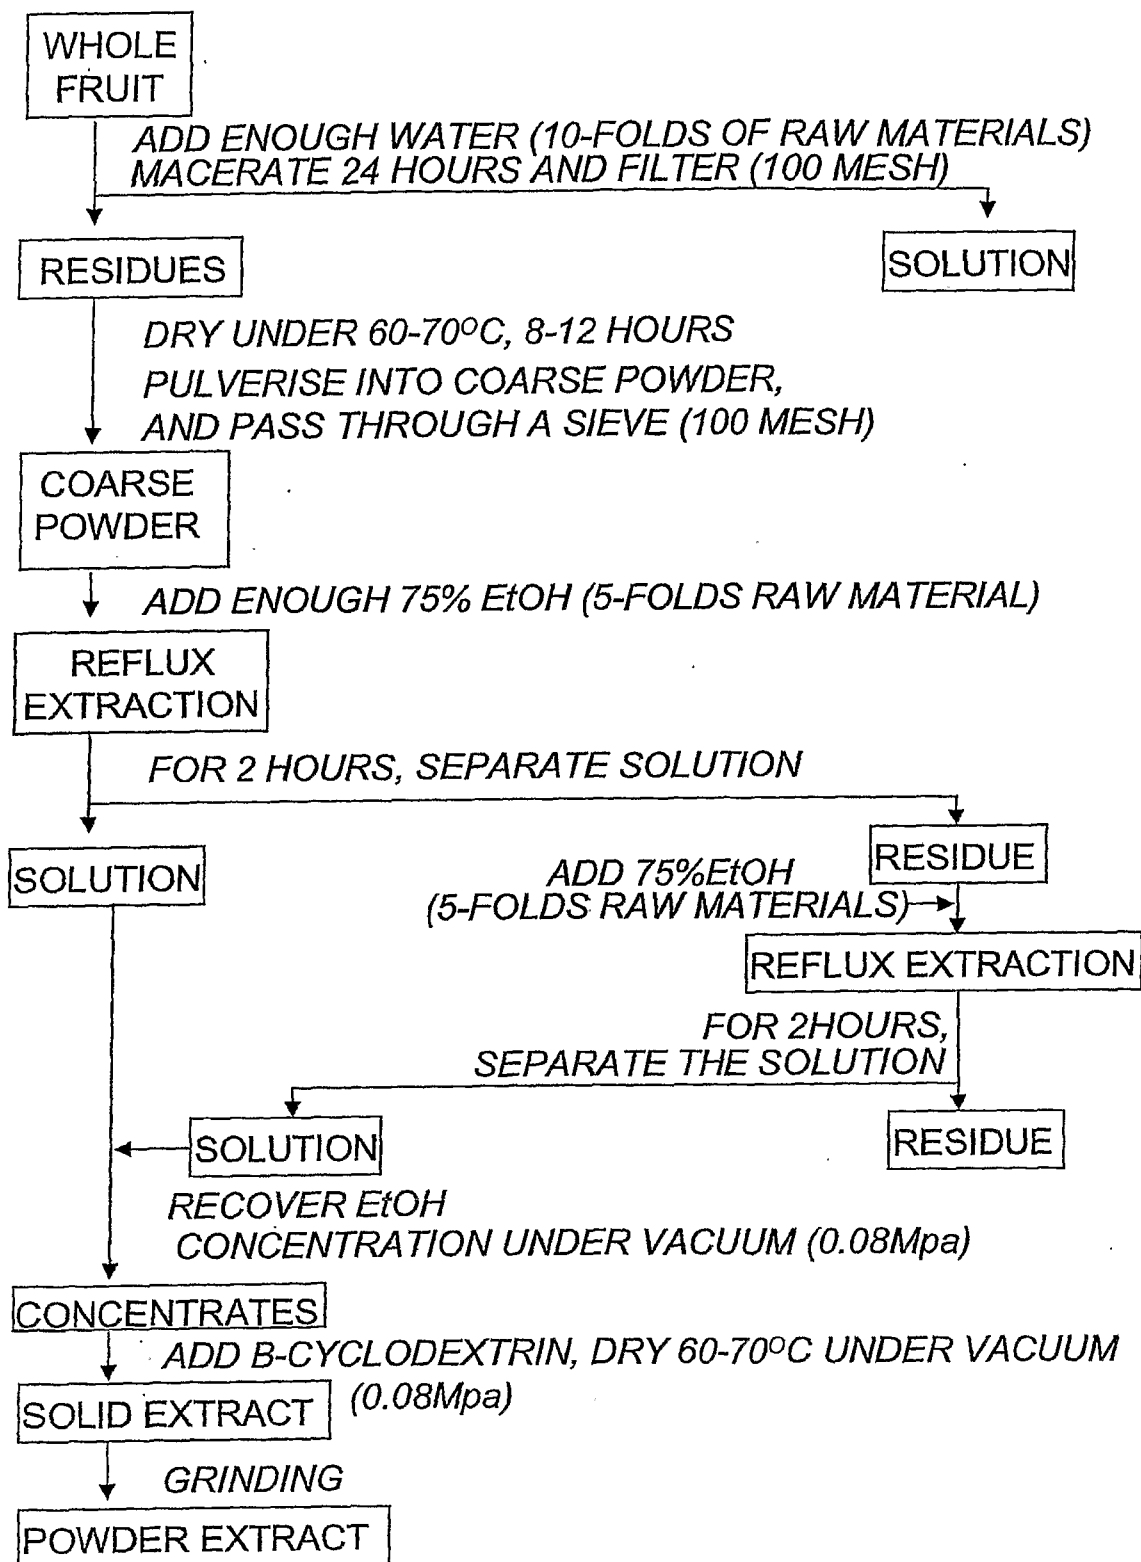 WHOLE
FRUIT
ADD ENOUGH WATER (10-FOLDS OF RAW MATERIALS)
MACERATE 24 HOURS AND FILTER (100 MESH)
RESIDUES
SOLUTION
DRY UNDER 60-70°C, 8-12 HOURS
PULVERISE INTO COARSE POWDER,
AND PASS THROUGH A SIEVE (100 MESH)
COARSE
POWDER
ADD ENOUGH 75% EtOH (5-FOLDS RAW MATERIAL)
REFLUX
EXTRACTION
FOR 2 HOURS, SEPARATE SOLUTION
SOLUTION
RESIDUE
ADD 75%EtOH
(5-FOLDS RAW MATERIALS)
REFLUX EXTRACTION
FOR 2HOURS,
SEPARATE THE SOLUTION
SOLUTION
RESIDUE
RECOVER EtOH
CONCENTRATION UNDER VACUUM (0.08Mpa)
CONCENTRATES
ADD B-CYCLODEXTRIN, DRY 60-70°C UNDER VACUUM
(0.08Mpa)
SOLID EXTRACT
GRINDING
POWDER EXTRACT